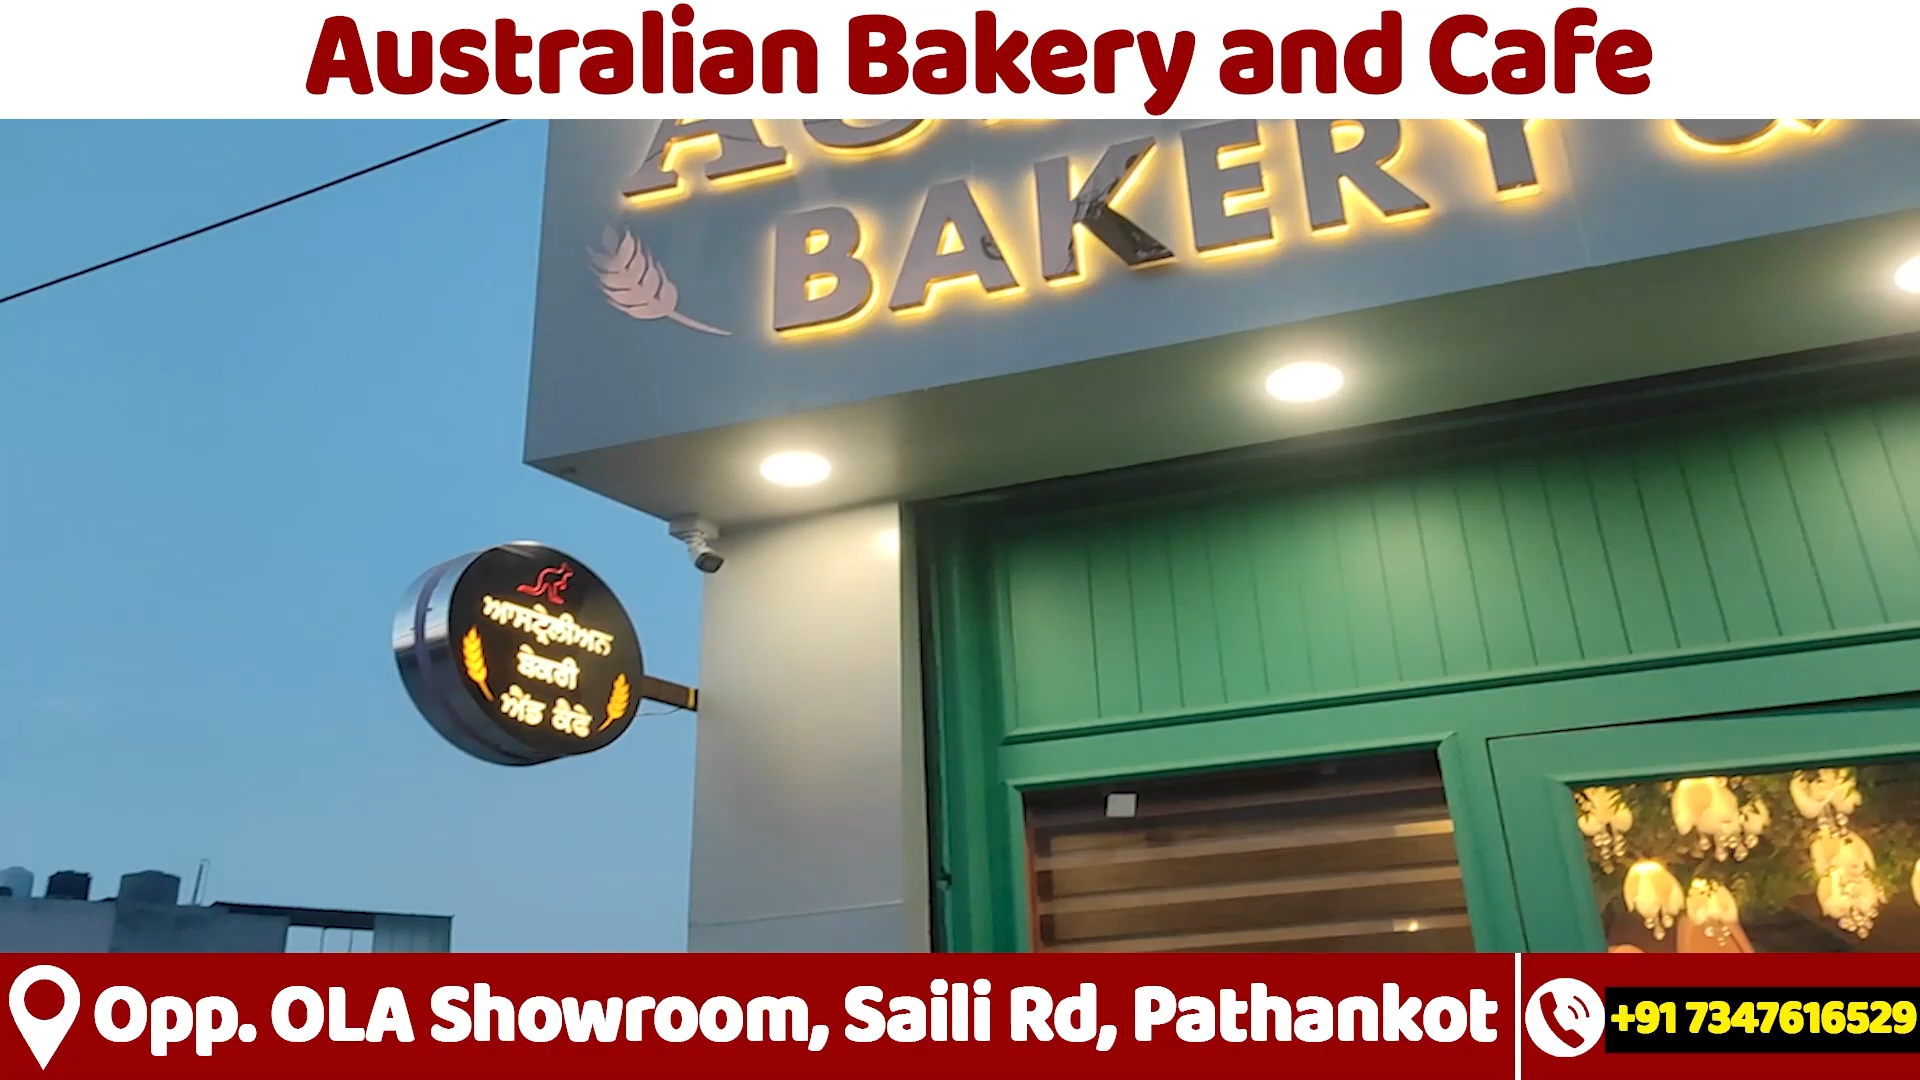 Australian Bakery and Cafe
BAKERY &
ਆਸਟ੍ਰੇਲੀਅਨ
ਬੇਕਰੀ
ਐਂਡ ਕੈਫੇ
Opp. OLA Showroom, Saili Rd, Pathankot
+91 7347616529